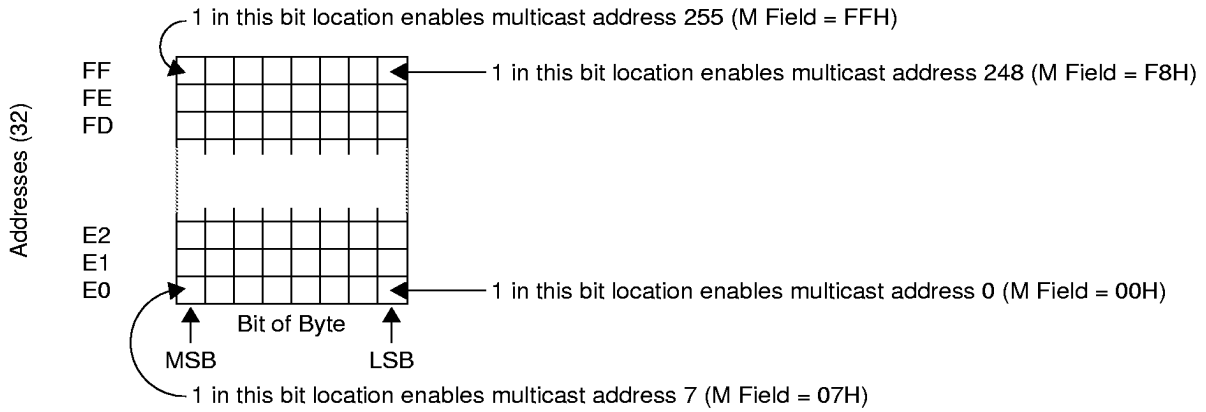 1 in this bit location enables multicast address 255 (M Field = FFH)
FF
1 in this bit location enables multicast address 248 (M Field = F8H)
FE
FD
Addresses (32)
E2
E1
E0
1 in this bit location enables multicast address 0 (M Field = 00H)
Bit of Byte
MSB
LSB
1 in this bit location enables multicast address 7 (M Field = 07H)